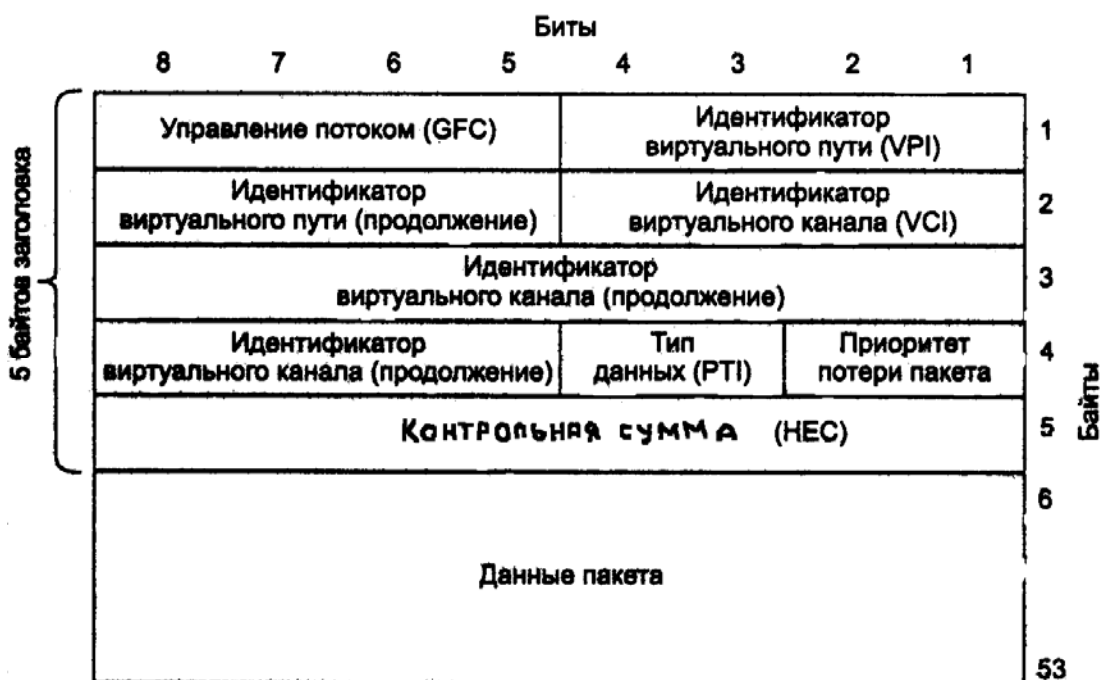 Биты
8 7 6 5 4 3 2 1
Управление потоком (GFC)
Идентификатор
виртуального пути (VPI)
1
Идентификатор
виртуального пути (продолжение)
Идентификатор
виртуального канала (VCI)
2
Идентификатор
виртуального канала (продолжение)
3
Идентификатор
виртуального канала (продолжение)
Тип
данных (PTI)
Приоритет
потери пакета
4
Контрольная сумма (HEC)
5
6
Данные пакета
53
5 байтов заголовка
Байты